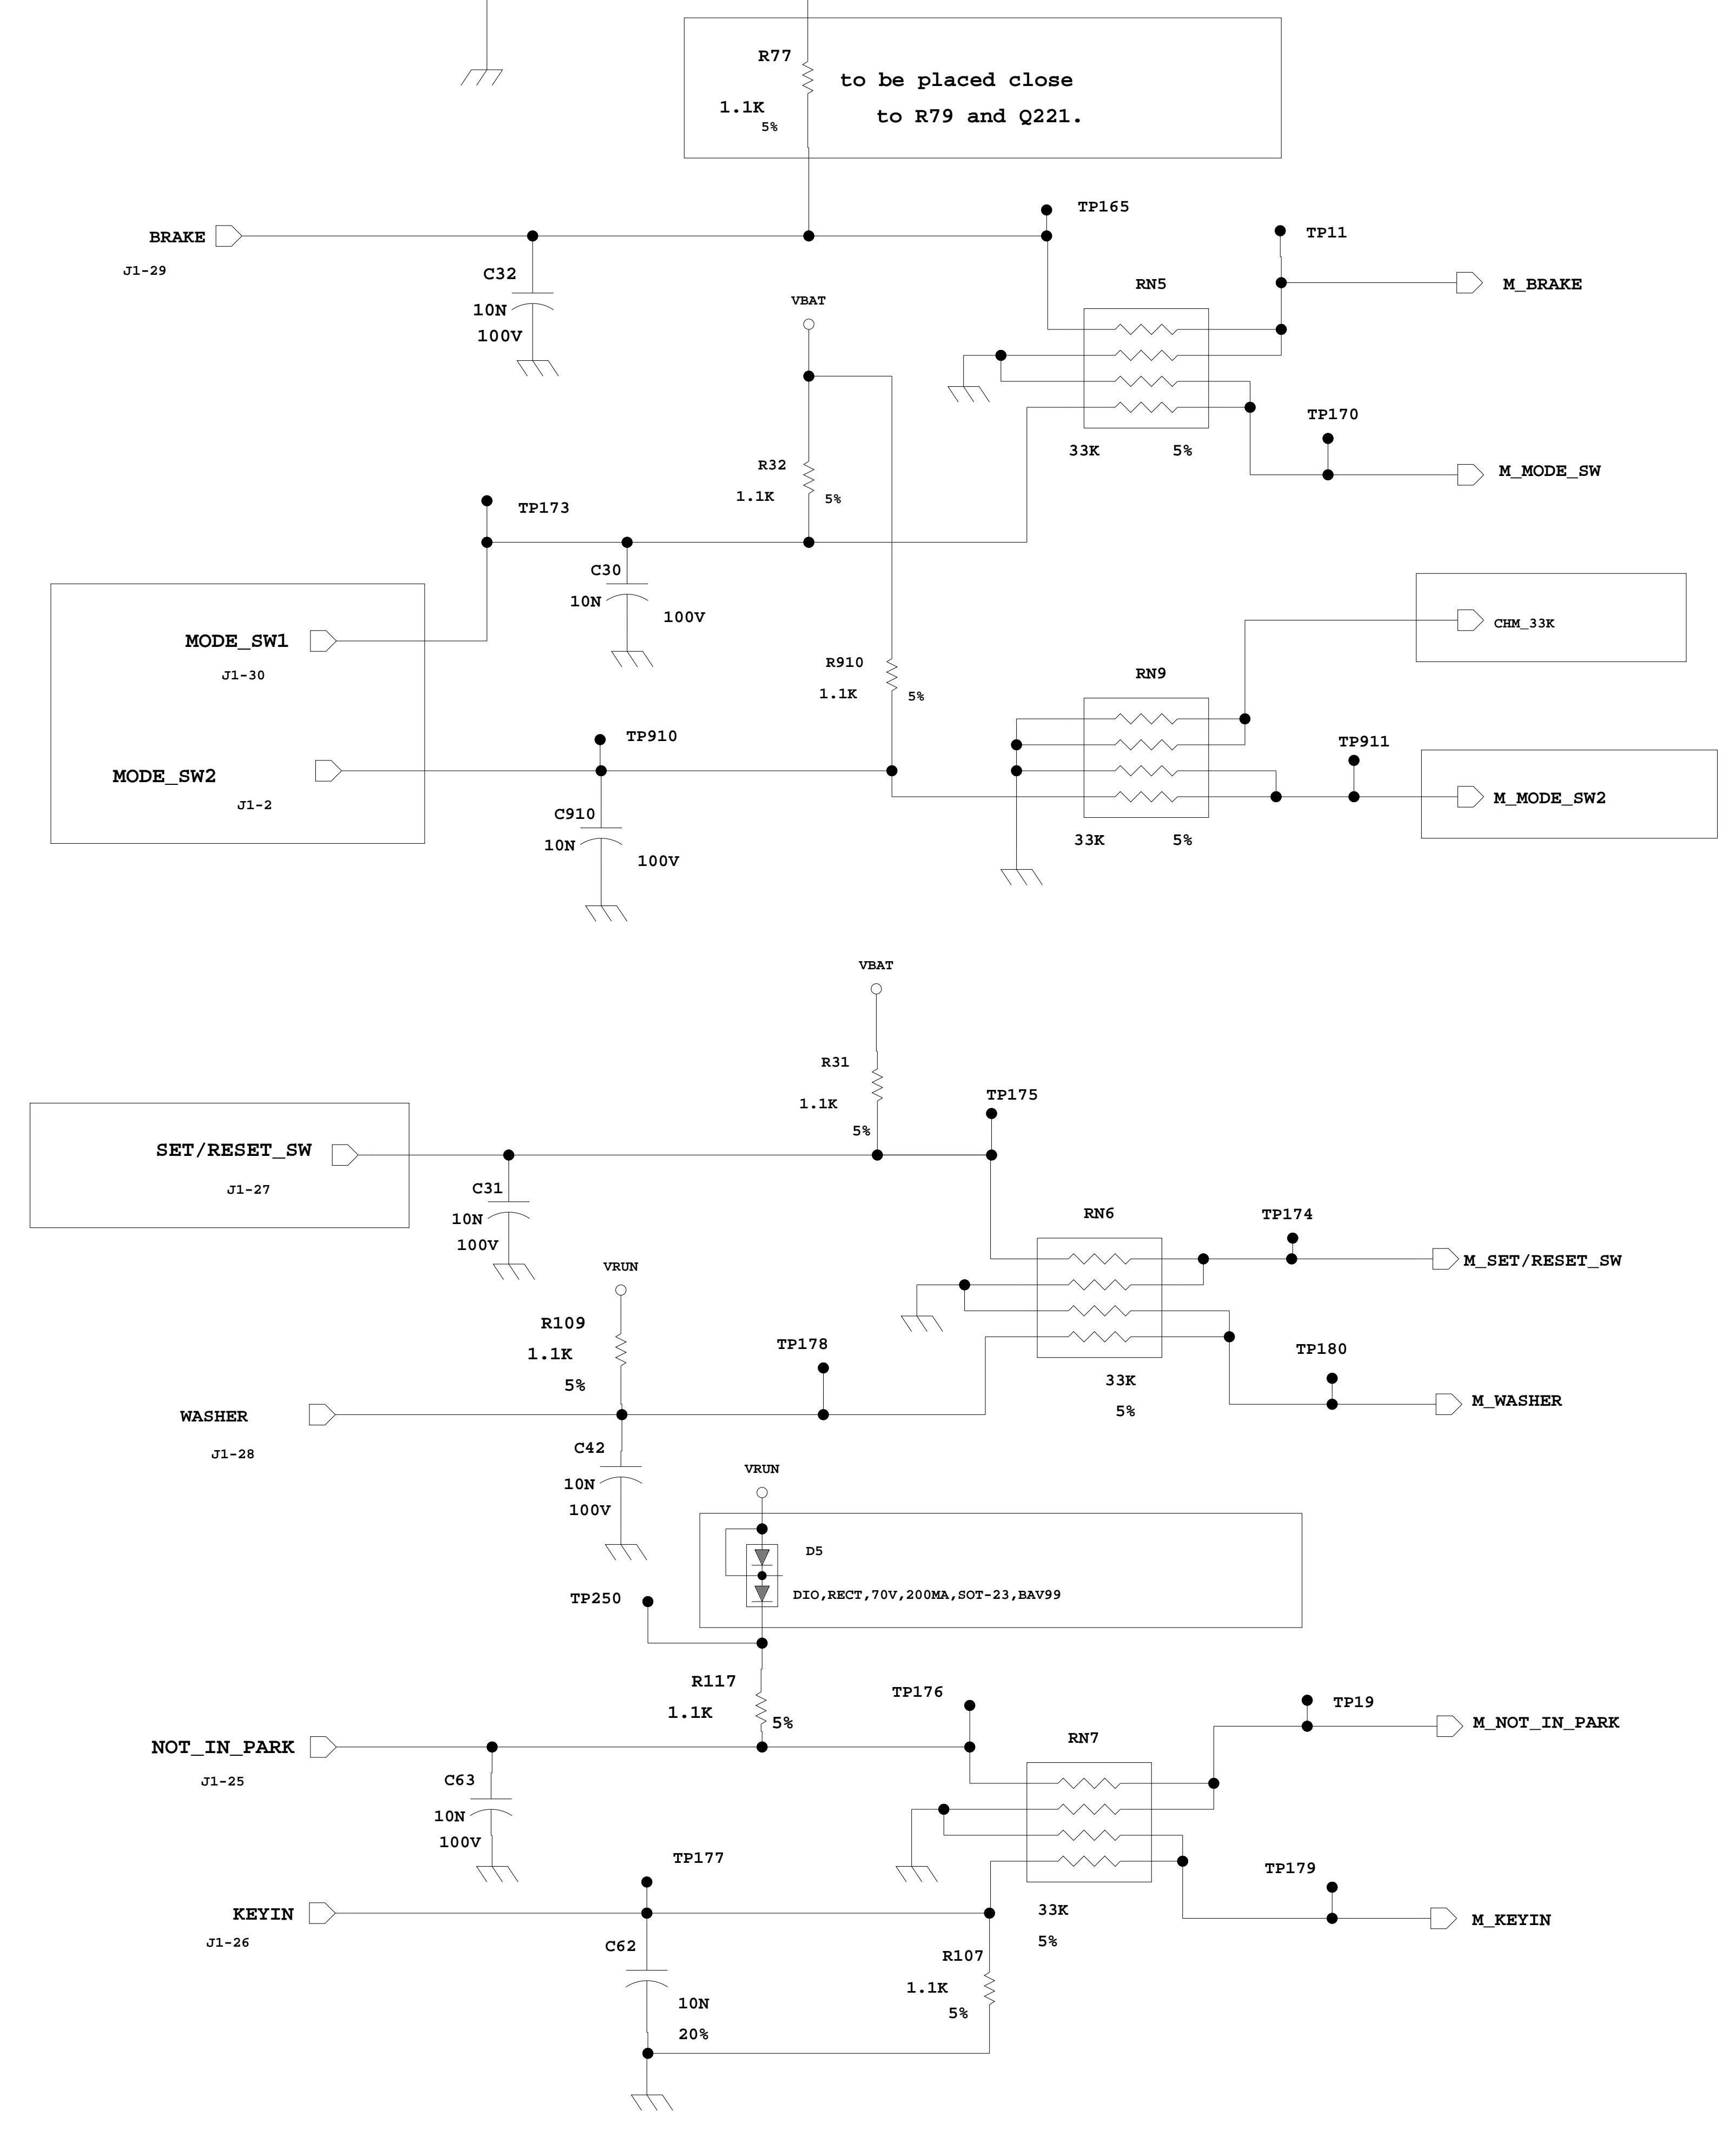 R77
to be placed close
1.1K
to R79 and Q221.
5%
TP165
TP11
BRAKE
J1-29
C32
RN5
M_BRAKE
10N
VBAT
100V
TP170
33K
5%
R32
M_MODE_SW
1.1K
5%
TP173
C30
10N
100V
CHM_33K
MODE_SW1
R910
J1-30
RN9
1.1K
5%
TP910
TP911
MODE_SW2
M_MODE_SW2
J1-2
C910
10N
33K
5%
100V
VBAT
R31
TP175
1.1K
5%
SET/RESET_SW
C31
J1-27
RN6
TP174
10N
100V
M_SET/RESET_SW
VRUN
R109
TP178
TP180
1.1K
33K
5%
M_WASHER
5%
WASHER
C42
J1-28
VRUN
10N
100V
D5
DIO,RECT,70V,200MA,SOT-23,BAV99
TP250
R117
TP176
TP19
1.1K
5%
M_NOT_IN_PARK
RN7
NOT_IN_PARK
J1-25
C63
10N
100V
TP177
TP179
33K
KEYIN
M_KEYIN
J1-26
C62
5%
R107
1.1K
10N
5%
20%